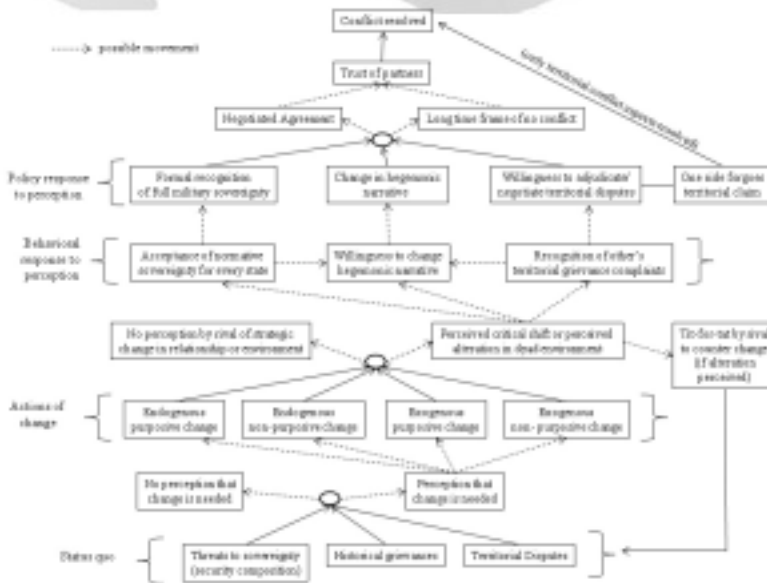 Conflict resolved
possible movement
Trust of partners
Negotiated Agreement
Long time frame of no conflict
(only territorial conflict
Policy response
to perception
Formal recognition
of full military sovereignty
Change in hegemonic
narrative
Willingness to adjudicate/
negotiate territorial disputes
One side forgoes
territorial claim
Behavioral
response to
perception
Acceptance of normative
sovereignty for every state
Willingness to change
hegemonic narrative
Recognition of other's
territorial grievance complaints
No perception by rival of strategic
change in relationship or environment
Perceived critical shift or perceived
alteration in dyad environment
Tit-for-tat by rival
to counter change
(if alteration
perceived)
Actions of
change
Endogenous
purposive change
Endogenous
non-purposive change
Exogenous
purposive change
Exogenous
non- purposive change
No perception that
change is needed
Perception that
change is needed
Status quo
Threats to sovereignty
(security composition)
Historical grievances
Territorial Disputes